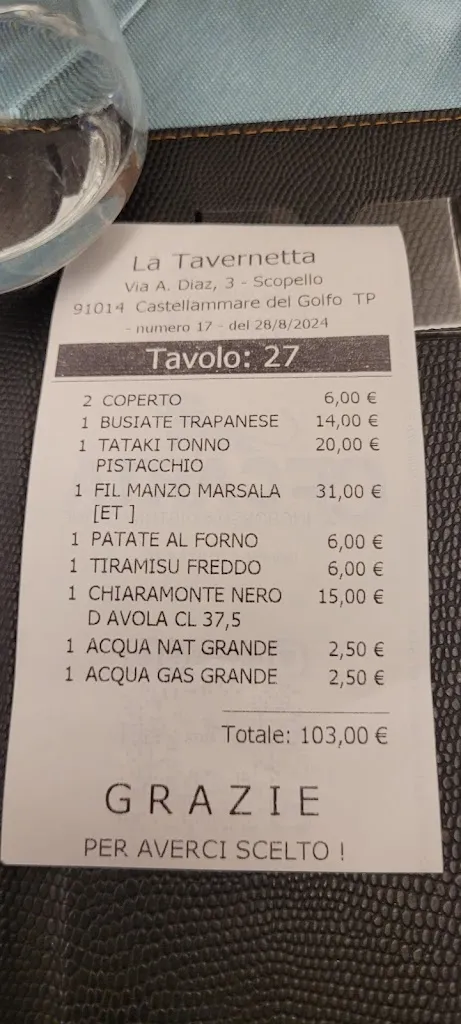 La Tavernetta
Via A. Diaz, 3 - Scopello
91014 Castellammare del Golfo TP
- numero 17 - del 28/8/2024
Tavolo: 27
2 COPERTO 6,00 €
1 BUSIATE TRAPANESE 14,00 €
1 TATAKI TONNO 20,00 €
PISTACCHIO
1 FIL MANZO MARSALA 31,00 €
[ET ]
1 PATATE AL FORNO 6,00 €
1 TIRAMISU FREDDO 6,00 €
1 CHIARAMONTE NERO 15,00 €
D AVOLA CL 37,5
1 ACQUA NAT GRANDE 2,50 €
1 ACQUA GAS GRANDE 2,50 €
Totale: 103,00 €
GRAZIE
PER AVERCI SCELTO !